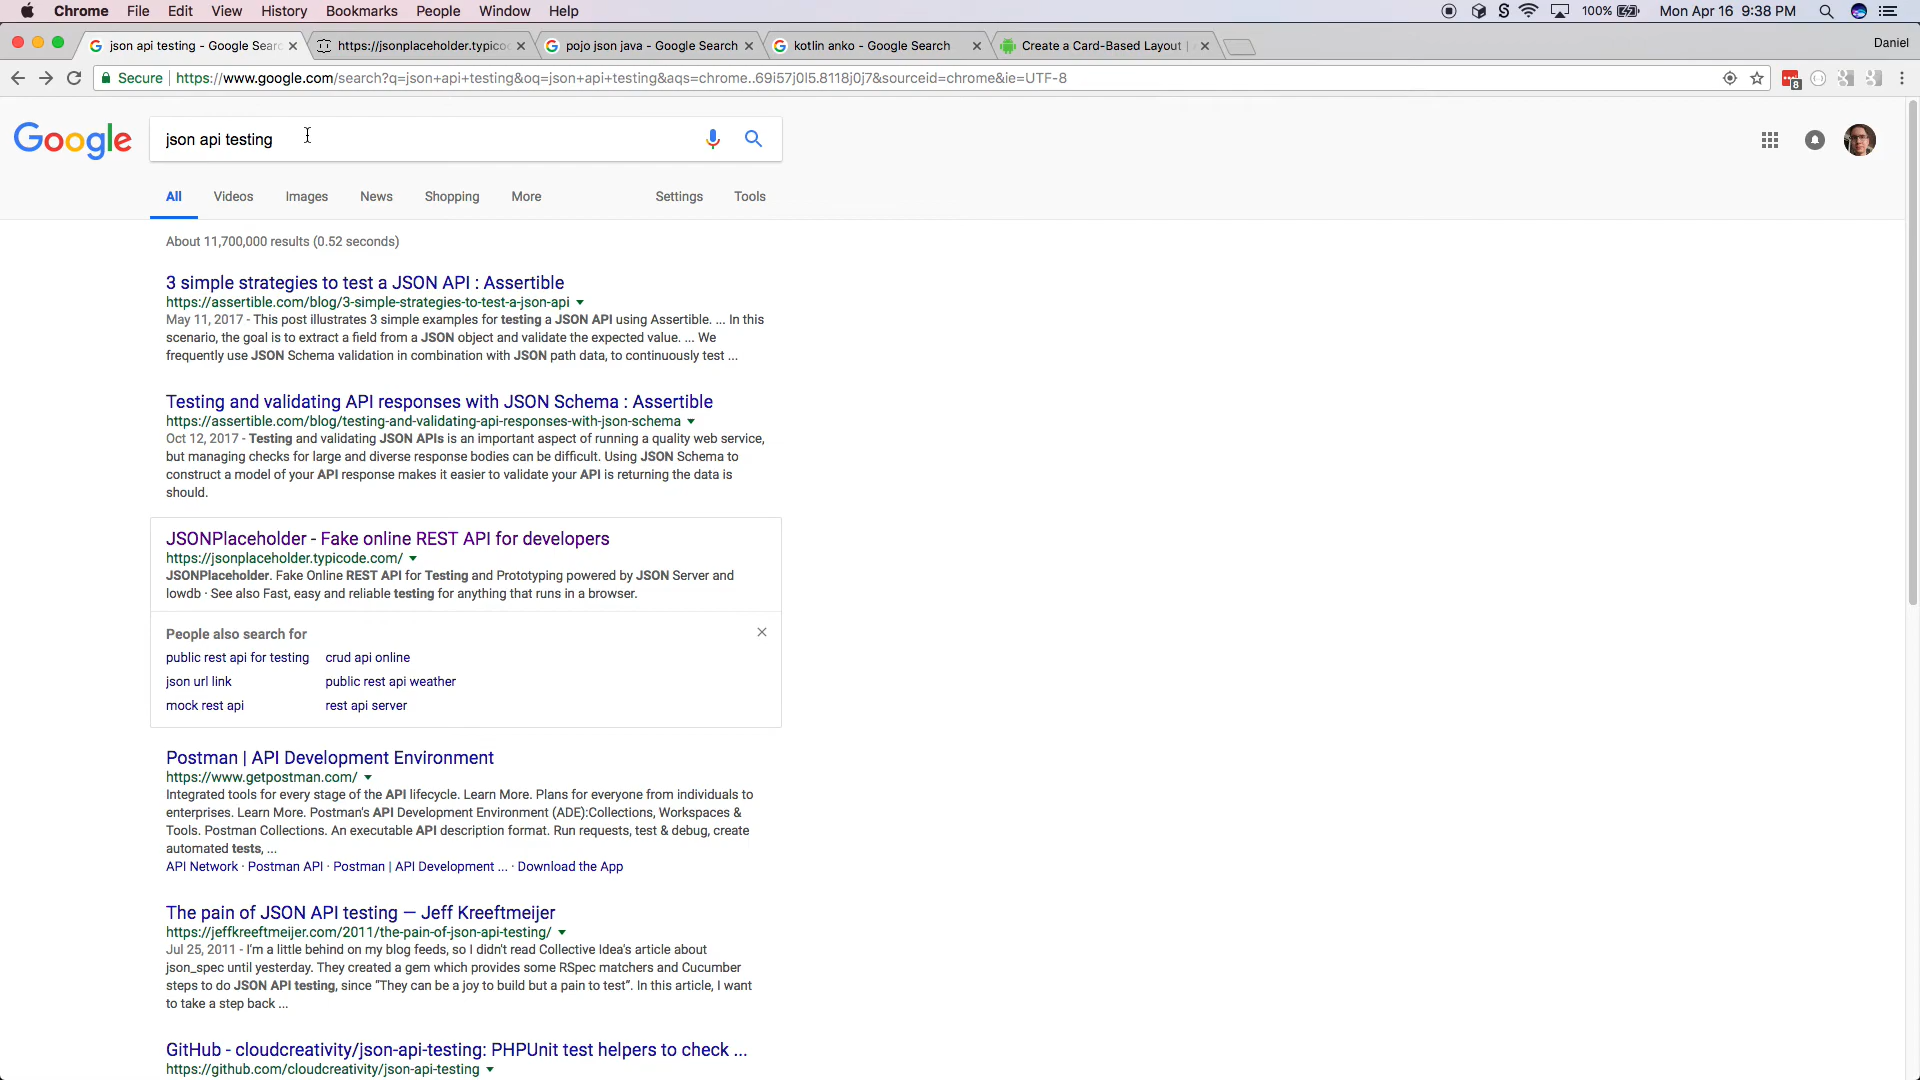 Chrome File Edit View History Bookmarks People Window Help 100% Mon Apr 16 9:38 PM
json api testing - Google Sear https://jsonplaceholder.typico pojo json java - Google Search kotlin anko - Google Search Create a Card-Based Layout | Daniel
Secure https://www.google.com/search?q=json+api+testing&oq=json+api+testing&aqs=chrome..69i57j0l5.8118j0j7&sourceid=chrome&ie=UTF-8 8
Google json api testing
All Videos Images News Shopping More Settings Tools
About 11,700,000 results (0.52 seconds)
3 simple strategies to test a JSON API : Assertible
https://assertible.com/blog/3-simple-strategies-to-test-a-json-api
May 11, 2017 - This post illustrates 3 simple examples for testing a JSON API using Assertible. ... In this
scenario, the goal is to extract a field from a JSON object and validate the expected value. ... We
frequently use JSON Schema validation in combination with JSON path data, to continuously test ...
Testing and validating API responses with JSON Schema : Assertible
https://assertible.com/blog/testing-and-validating-api-responses-with-json-schema
Oct 12, 2017 - Testing and validating JSON APIs is an important aspect of running a quality web service,
but managing checks for large and diverse response bodies can be difficult. Using JSON Schema to
construct a model of your API response makes it easier to validate your API is returning the data is
should.
JSONPlaceholder - Fake online REST API for developers
https://jsonplaceholder.typicode.com/
JSONPlaceholder. Fake Online REST API for Testing and Prototyping powered by JSON Server and
lowdb · See also Fast, easy and reliable testing for anything that runs in a browser.
People also search for
public rest api for testing crud api online
json url link public rest api weather
mock rest api rest api server
Postman | API Development Environment
https://www.getpostman.com/
Integrated tools for every stage of the API lifecycle. Learn More. Plans for everyone from individuals to
enterprises. Learn More. Postman's API Development Environment (ADE):Collections, Workspaces &
Tools. Postman Collections. An executable API description format. Run requests, test & debug, create
automated tests, ...
API Network · Postman API · Postman | API Development ... · Download the App
The pain of JSON API testing — Jeff Kreeftmeijer
https://jeffkreeftmeijer.com/2011/the-pain-of-json-api-testing/
Jul 25, 2011 - I'm a little behind on my blog feeds, so I didn't read Collective Idea's article about
json_spec until yesterday. They created a gem which provides some RSpec matchers and Cucumber
steps to do JSON API testing, since “They can be a joy to build but a pain to test”. In this article, I want
to take a step back ...
GitHub - cloudcreativity/json-api-testing: PHPUnit test helpers to check ...
https://github.com/cloudcreativity/json-api-testing